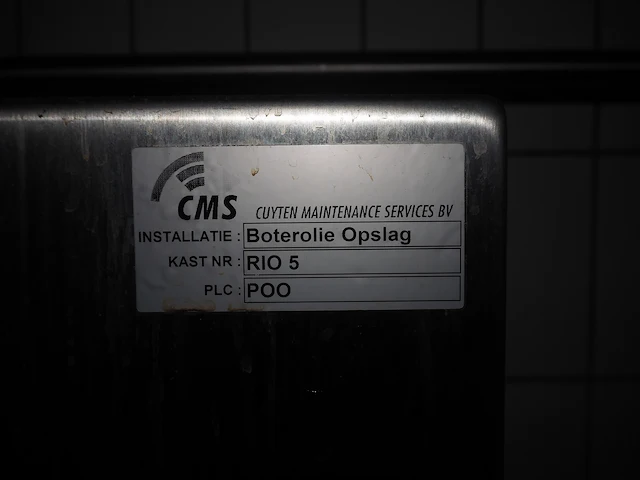 CMS CUYTEN MAINTENANCE SERVICES BV
INSTALLATIE : Boterolie Opslag
KAST NR : RIO 5
PLC : POO